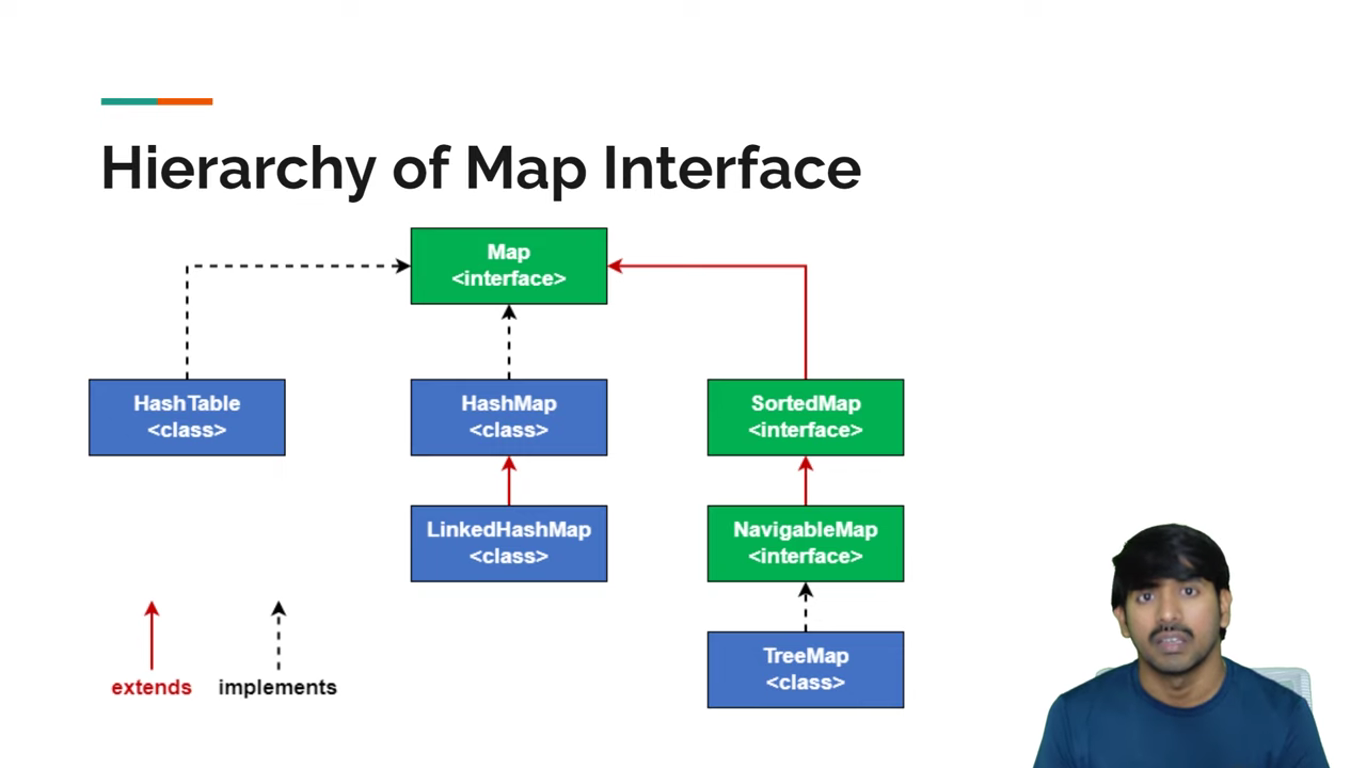 Hierarchy of Map Interface
Map
<interface>
HashTable
<class>
HashMap
<class>
SortedMap
<interface>
LinkedHashMap
<class>
NavigableMap
<interface>
TreeMap
<class>
extends
implements